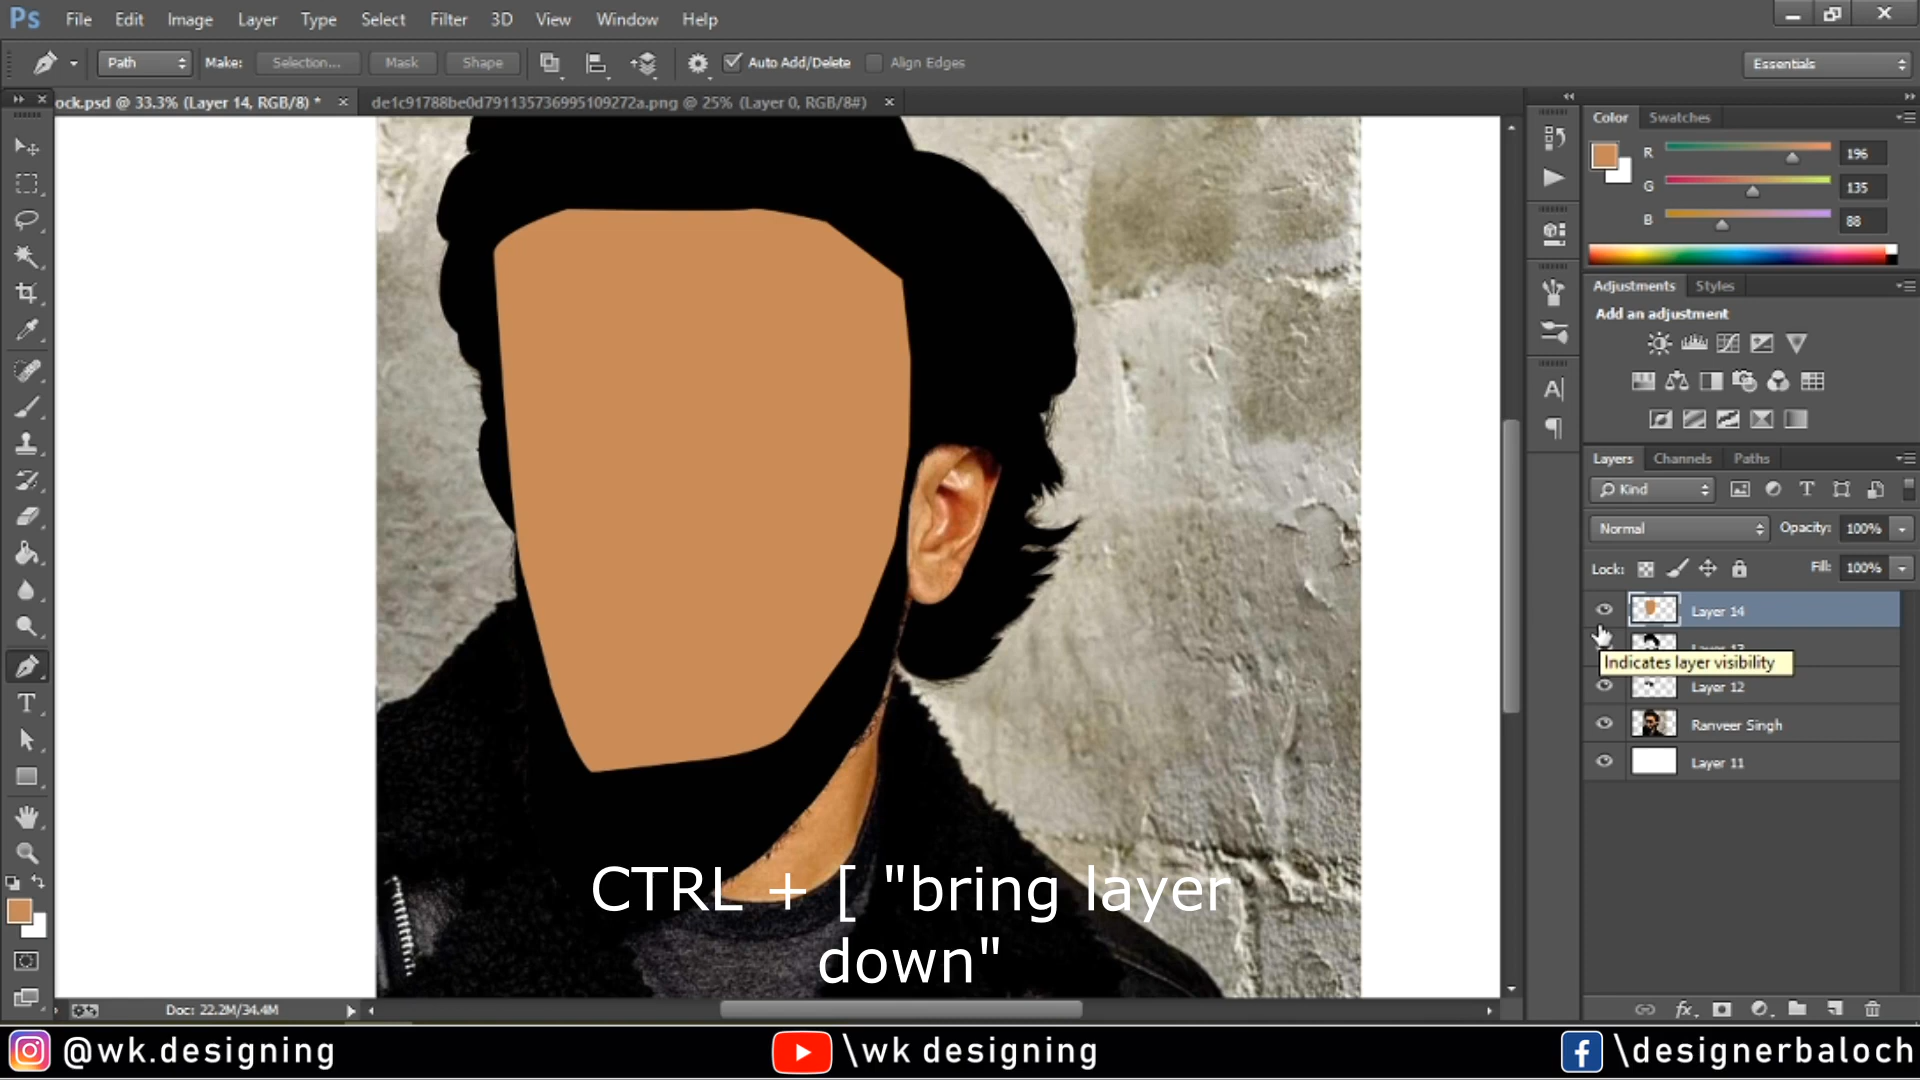 Ps File Edit Image Layer Type Select Filter 3D View Window Help
Path Make: Selection... Mask Shape Auto Add/Delete Align Edges Essentials
ock.psd @ 33.3% (Layer 14, RGB/8) * × de1c91788be0d791135736995109272a.png @ 25% (Layer 0, RGB/8#) ×
Color Swatches
R 196
G 135
B 88
Adjustments Styles
Add an adjustment
Layers Channels Paths
Kind
Normal Opacity: 100%
Lock: Fill: 100%
Layer 14
Indicates layer visibility
Layer 12
Ranveer Singh
Layer 11
CTRL + [ "bring layer
down"
Doc: 22.2M/34.4M
@wk.designing \wk designing \designerbaloch